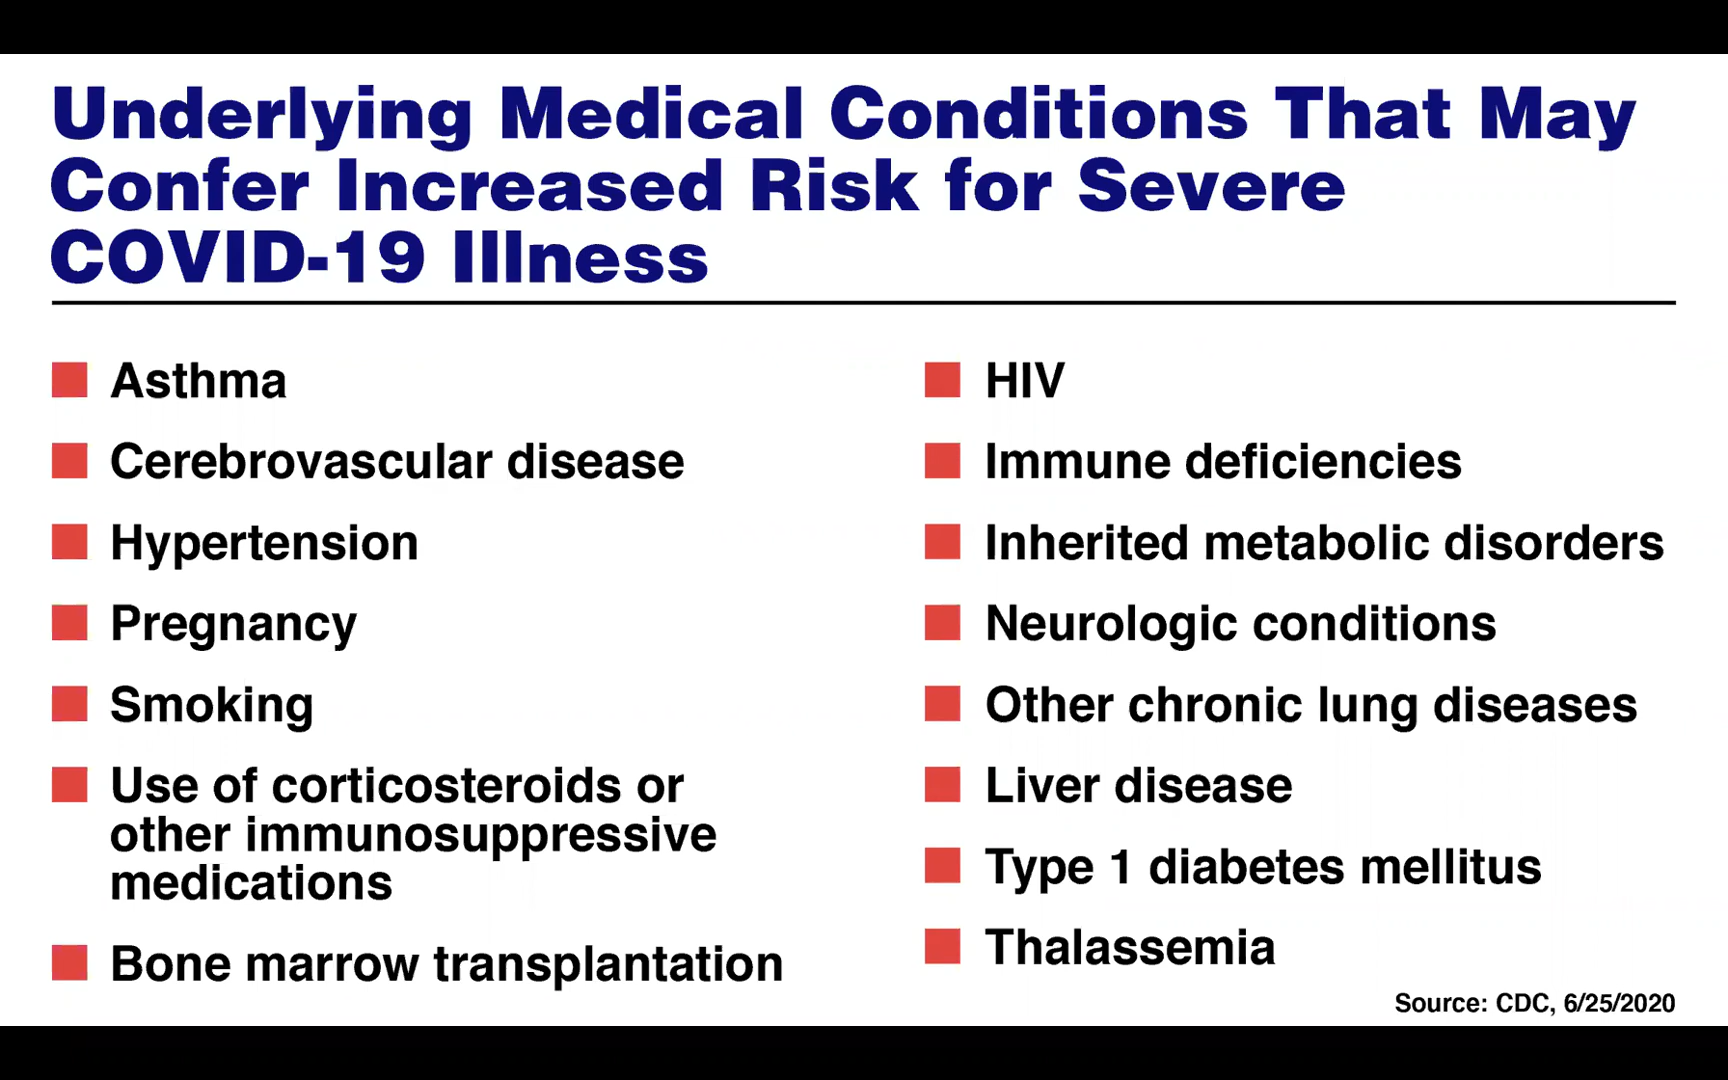 Underlying Medical Conditions That May
Confer Increased Risk for Severe
COVID-19 Illness
Asthma
Cerebrovascular disease
Hypertension
Pregnancy
Smoking
Use of corticosteroids or
other immunosuppressive
medications
Bone marrow transplantation
HIV
Immune deficiencies
Inherited metabolic disorders
Neurologic conditions
Other chronic lung diseases
Liver disease
Type 1 diabetes mellitus
Thalassemia
Source: CDC, 6/25/2020